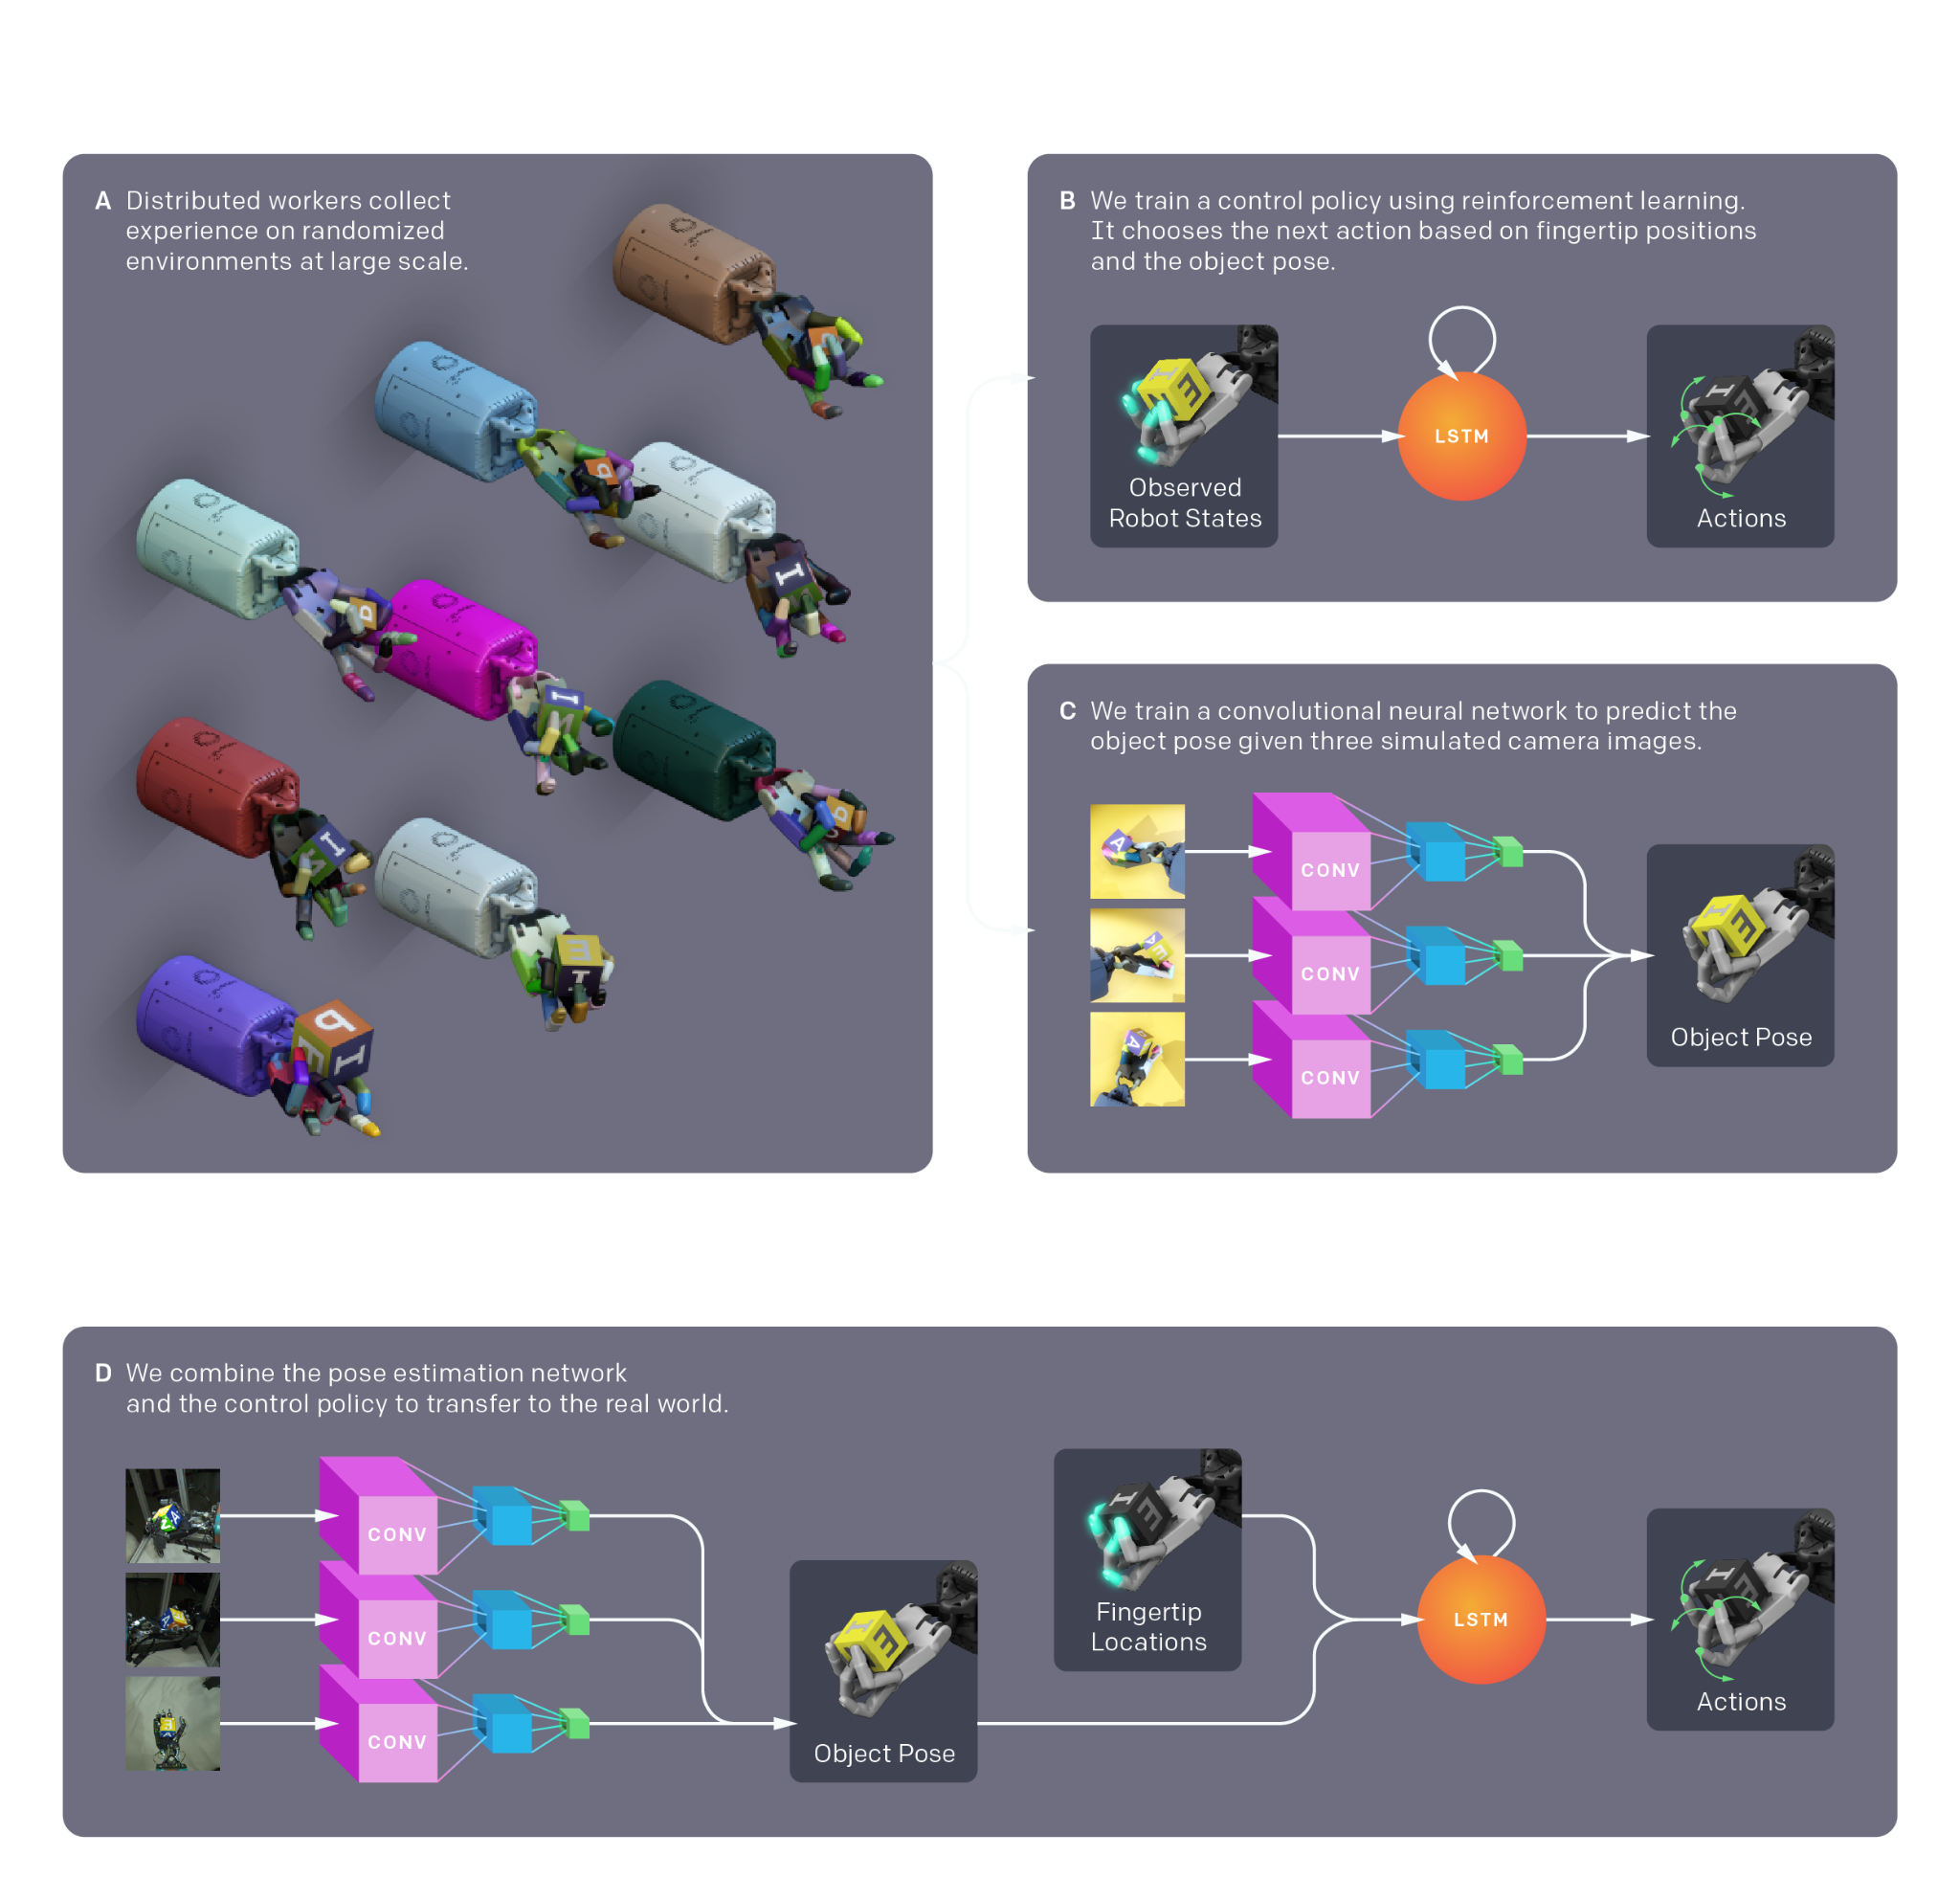 A Distributed workers collect
experience on randomized
environments at large scale.
B We train a control policy using reinforcement learning.
It chooses the next action based on fingertip positions
and the object pose.
Observed
Robot States
LSTM
Actions
C We train a convolutional neural network to predict the
object pose given three simulated camera images.
CONV
CONV
CONV
Object Pose
D We combine the pose estimation network
and the control policy to transfer to the real world.
CONV
CONV
CONV
Object Pose
Fingertip
Locations
LSTM
Actions